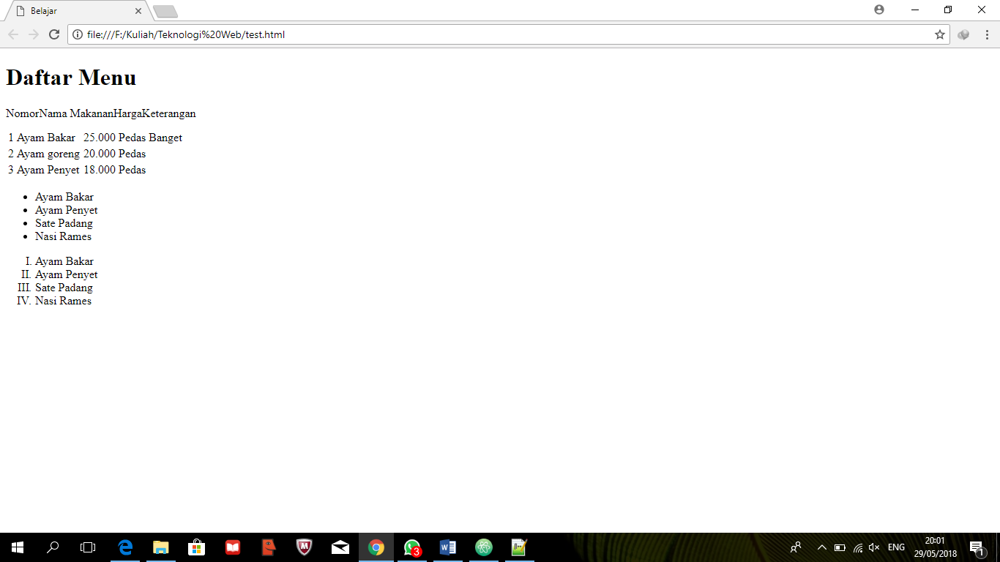 Belajar
file:///F:/Kuliah/Teknologi%20Web/test.html
Daftar Menu
NomorNama MakananHargaKeterangan
1 Ayam Bakar 25.000 Pedas Banget
2 Ayam goreng 20.000 Pedas
3 Ayam Penyet 18.000 Pedas
• Ayam Bakar
• Ayam Penyet
• Sate Padang
• Nasi Rames
I. Ayam Bakar
II. Ayam Penyet
III. Sate Padang
IV. Nasi Rames
3
ENG
20:01
29/05/2018
1